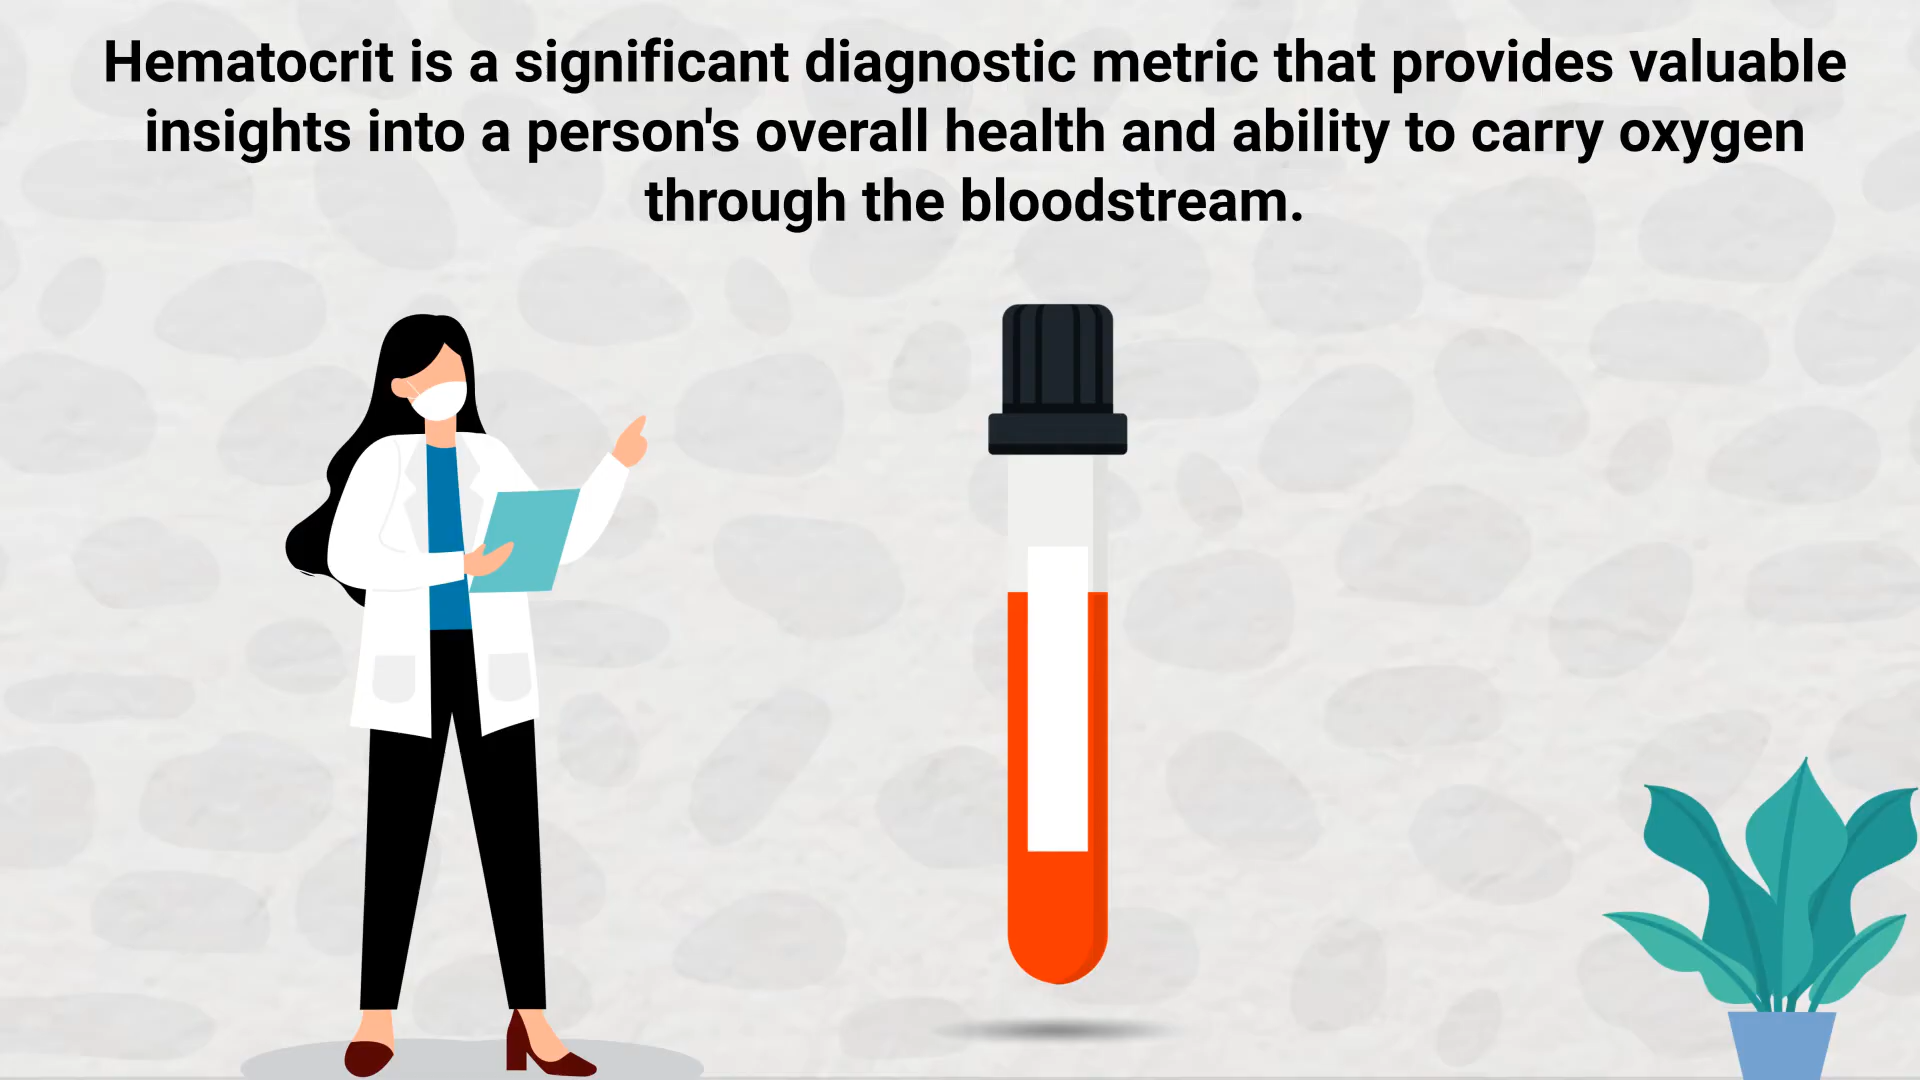 Hematocrit is a significant diagnostic metric that provides valuable
insights into a person's overall health and ability to carry oxygen
through the bloodstream.